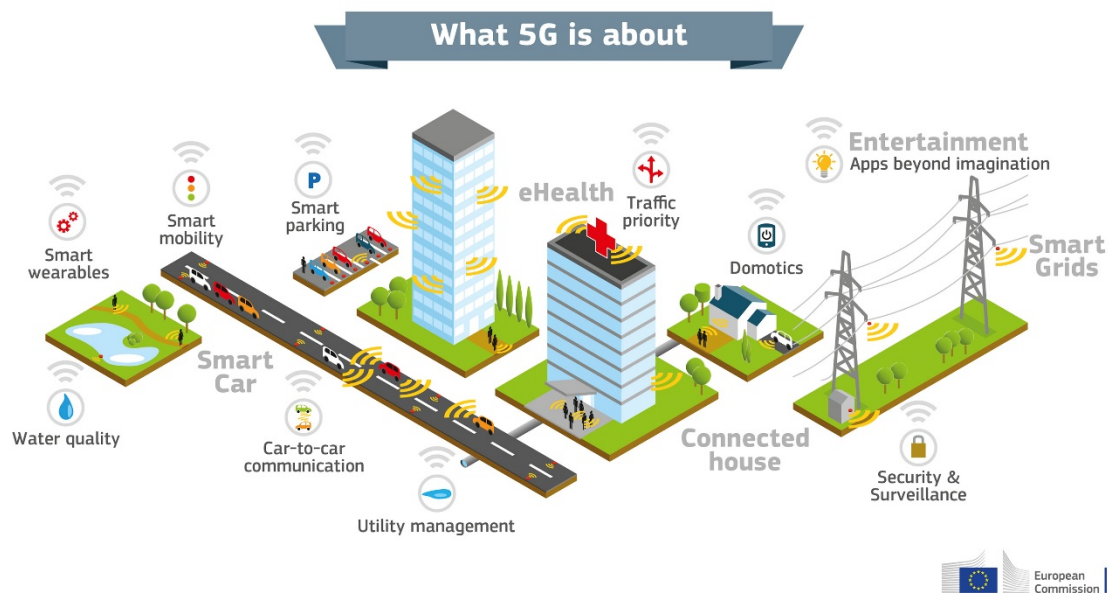 What 5G is about
Entertainment
Apps beyond imagination
eHealth
P
Smart
mobility
Smart
parking
Traffic
priority
Smart
wearables
Domotics
Smart
Grids
Smart
Car
Water quality
Car-to-car
communication
Connected
house
Security &
Surveillance
Utility management
European
Commission